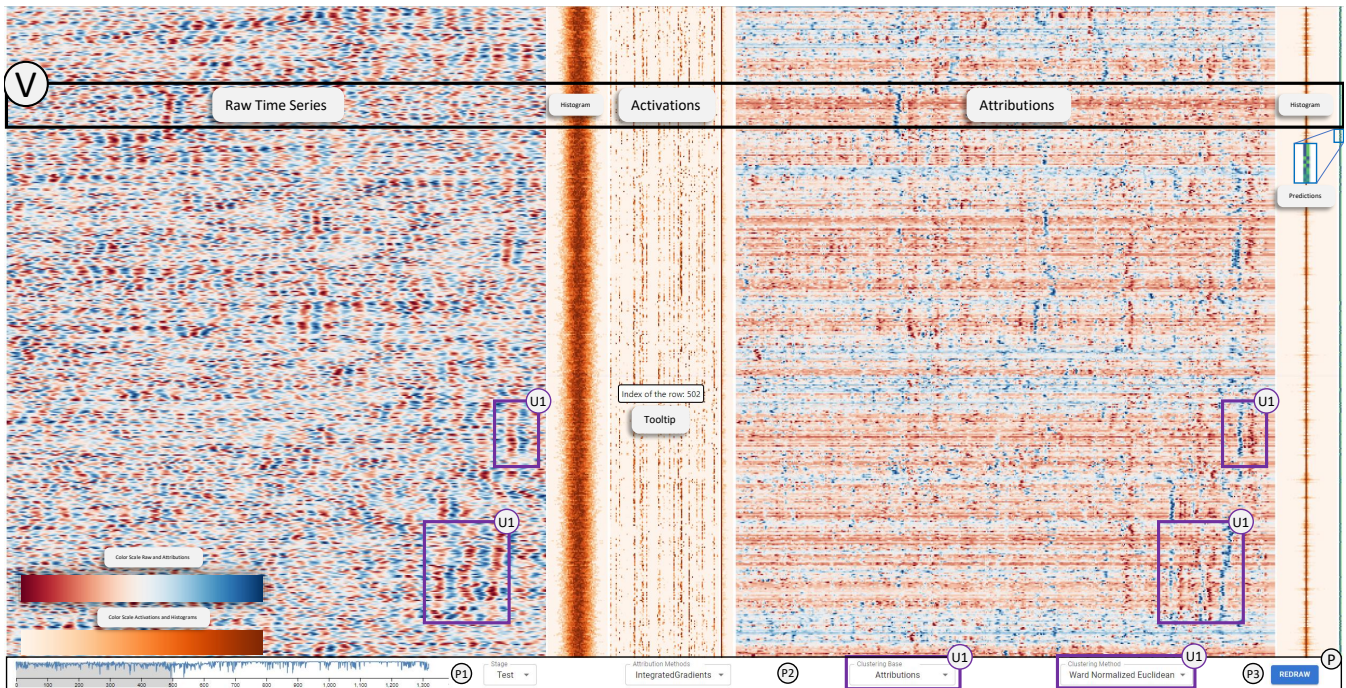 V
Raw Time Series
Histogram
Activations
Attributions
Histogram
Predictions
Index of the row: 502
Tooltip
U1
U1
U1
U1
Color Scale Raw and Attributions
Color Scale Activations and Histograms
U1
U1
P
0 100 200 300 400 500 600 700 800 900 1,000 1,100 1,200 1,300
P1
Stage
Test
Attribution Methods
IntegratedGradients
P2
Clustering Base
Attributions
Clustering Method
Ward Normalized Euclidean
P3
REDRAW